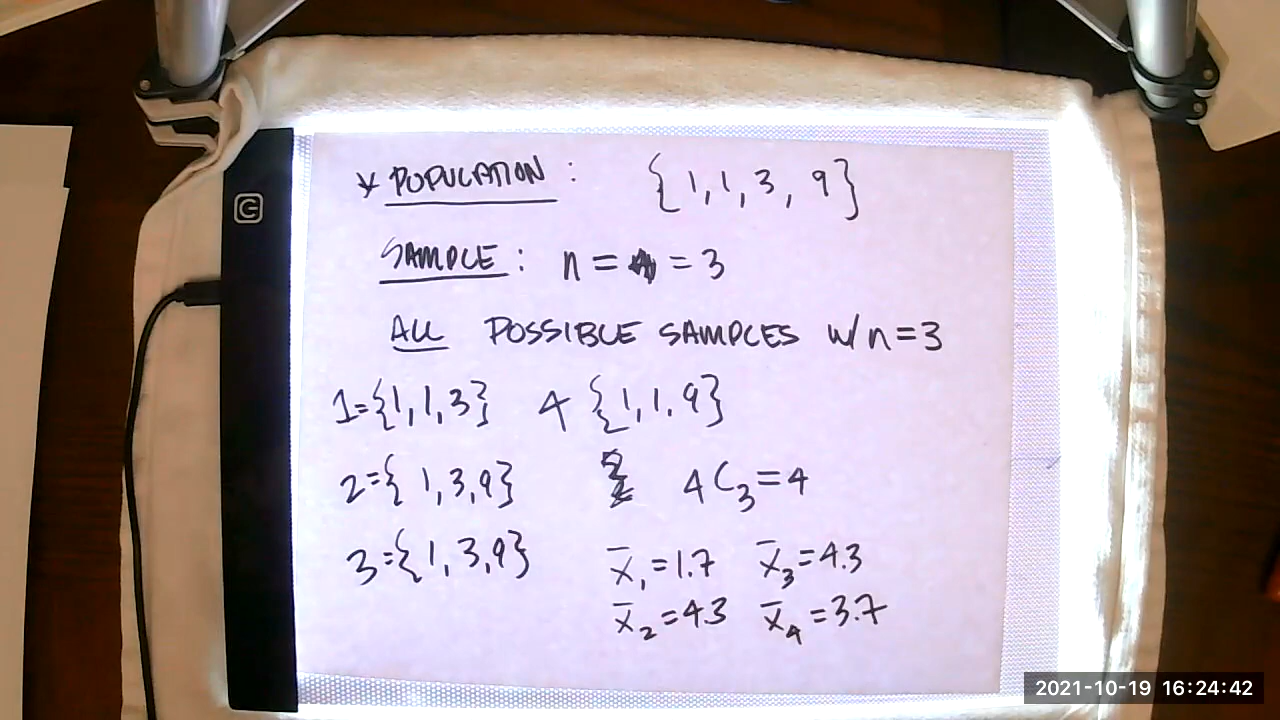 * POPULATION : {1,1,3,9}
SAMPLE : n = = 3
ALL POSSIBLE SAMPLES w/ n=3
1={1,1,3} 4 {1,1,9}
2={1,3,9} 4C₃=4
3={1,3,9} x̄₁=1.7 x̄₃=4.3
x̄₂=4.3 x̄₄=3.7
2021-10-19 16:24:42